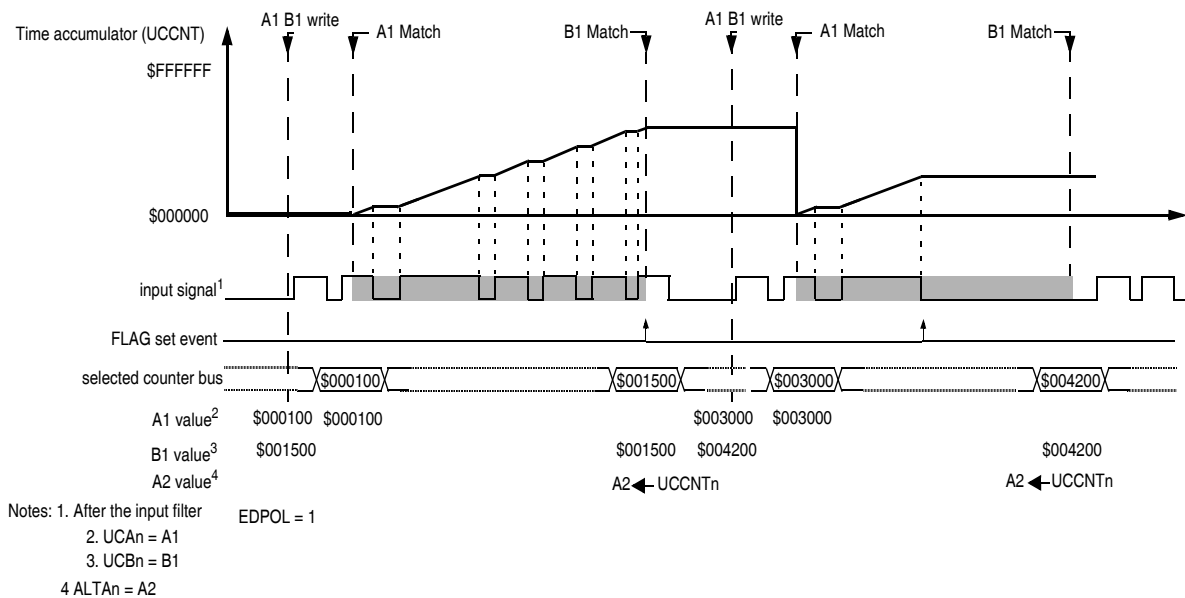 A1 B1 write
A1 B1 write
Time accumulator (UCCNT)
A1 Match
B1 Match
A1 Match
B1 Match
$FFFFFF
$000000
input signal1
FLAG set event
selected counter bus
$000100
$001500
$003000
$004200
A1 value2
$000100 $000100
$003000 $003000
B1 value3
$001500
$001500 $004200
$004200
A2 value4
A2 UCCNTn
A2 UCCNTn
Notes: 1. After the input filter
EDPOL = 1
2. UCAn = A1
3. UCBn = B1
4 ALTAn = A2